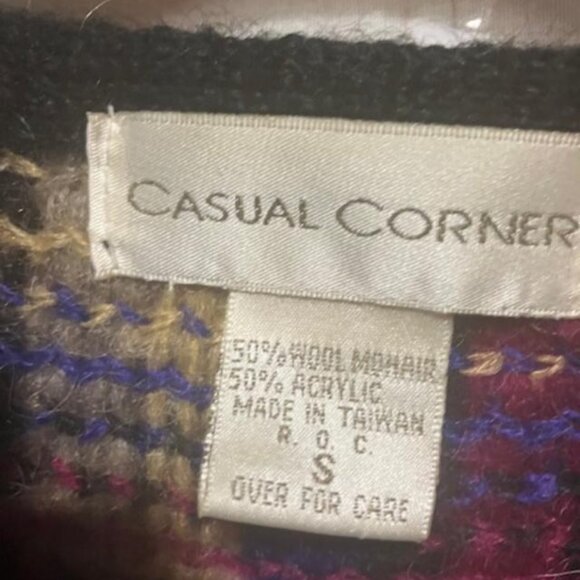 CASUAL CORNER
50% WOOL MOHAIR
50% ACRYLIC
MADE IN TAIWAN
R. O. C.
S
OVER FOR CARE